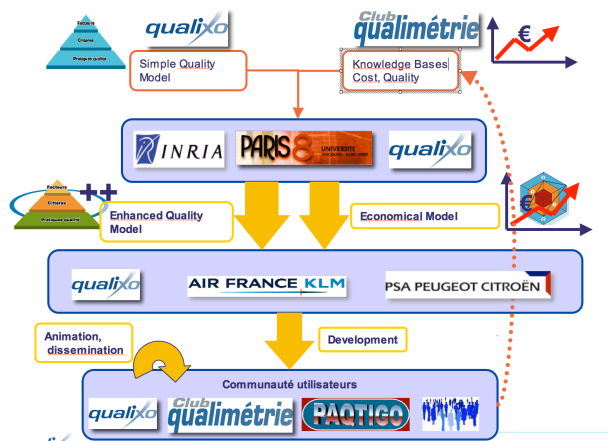 Facteurs
Critères
Pratiques qualité
qualixo
Club
qualimétrie
€
Simple Quality
Model
Knowledge Bases
Cost, Quality
INRIA
PARIS 8
UNIVERSITE
qualixo
Facteurs
Critères
Pratiques qualité
++
Enhanced Quality
Model
Economical Model
€
qualixo
AIR FRANCE KLM
PSA PEUGEOT CITROËN
Animation,
dissemination
Development
Communauté utilisateurs
qualixo
Club
qualimétrie
PAQTIGO